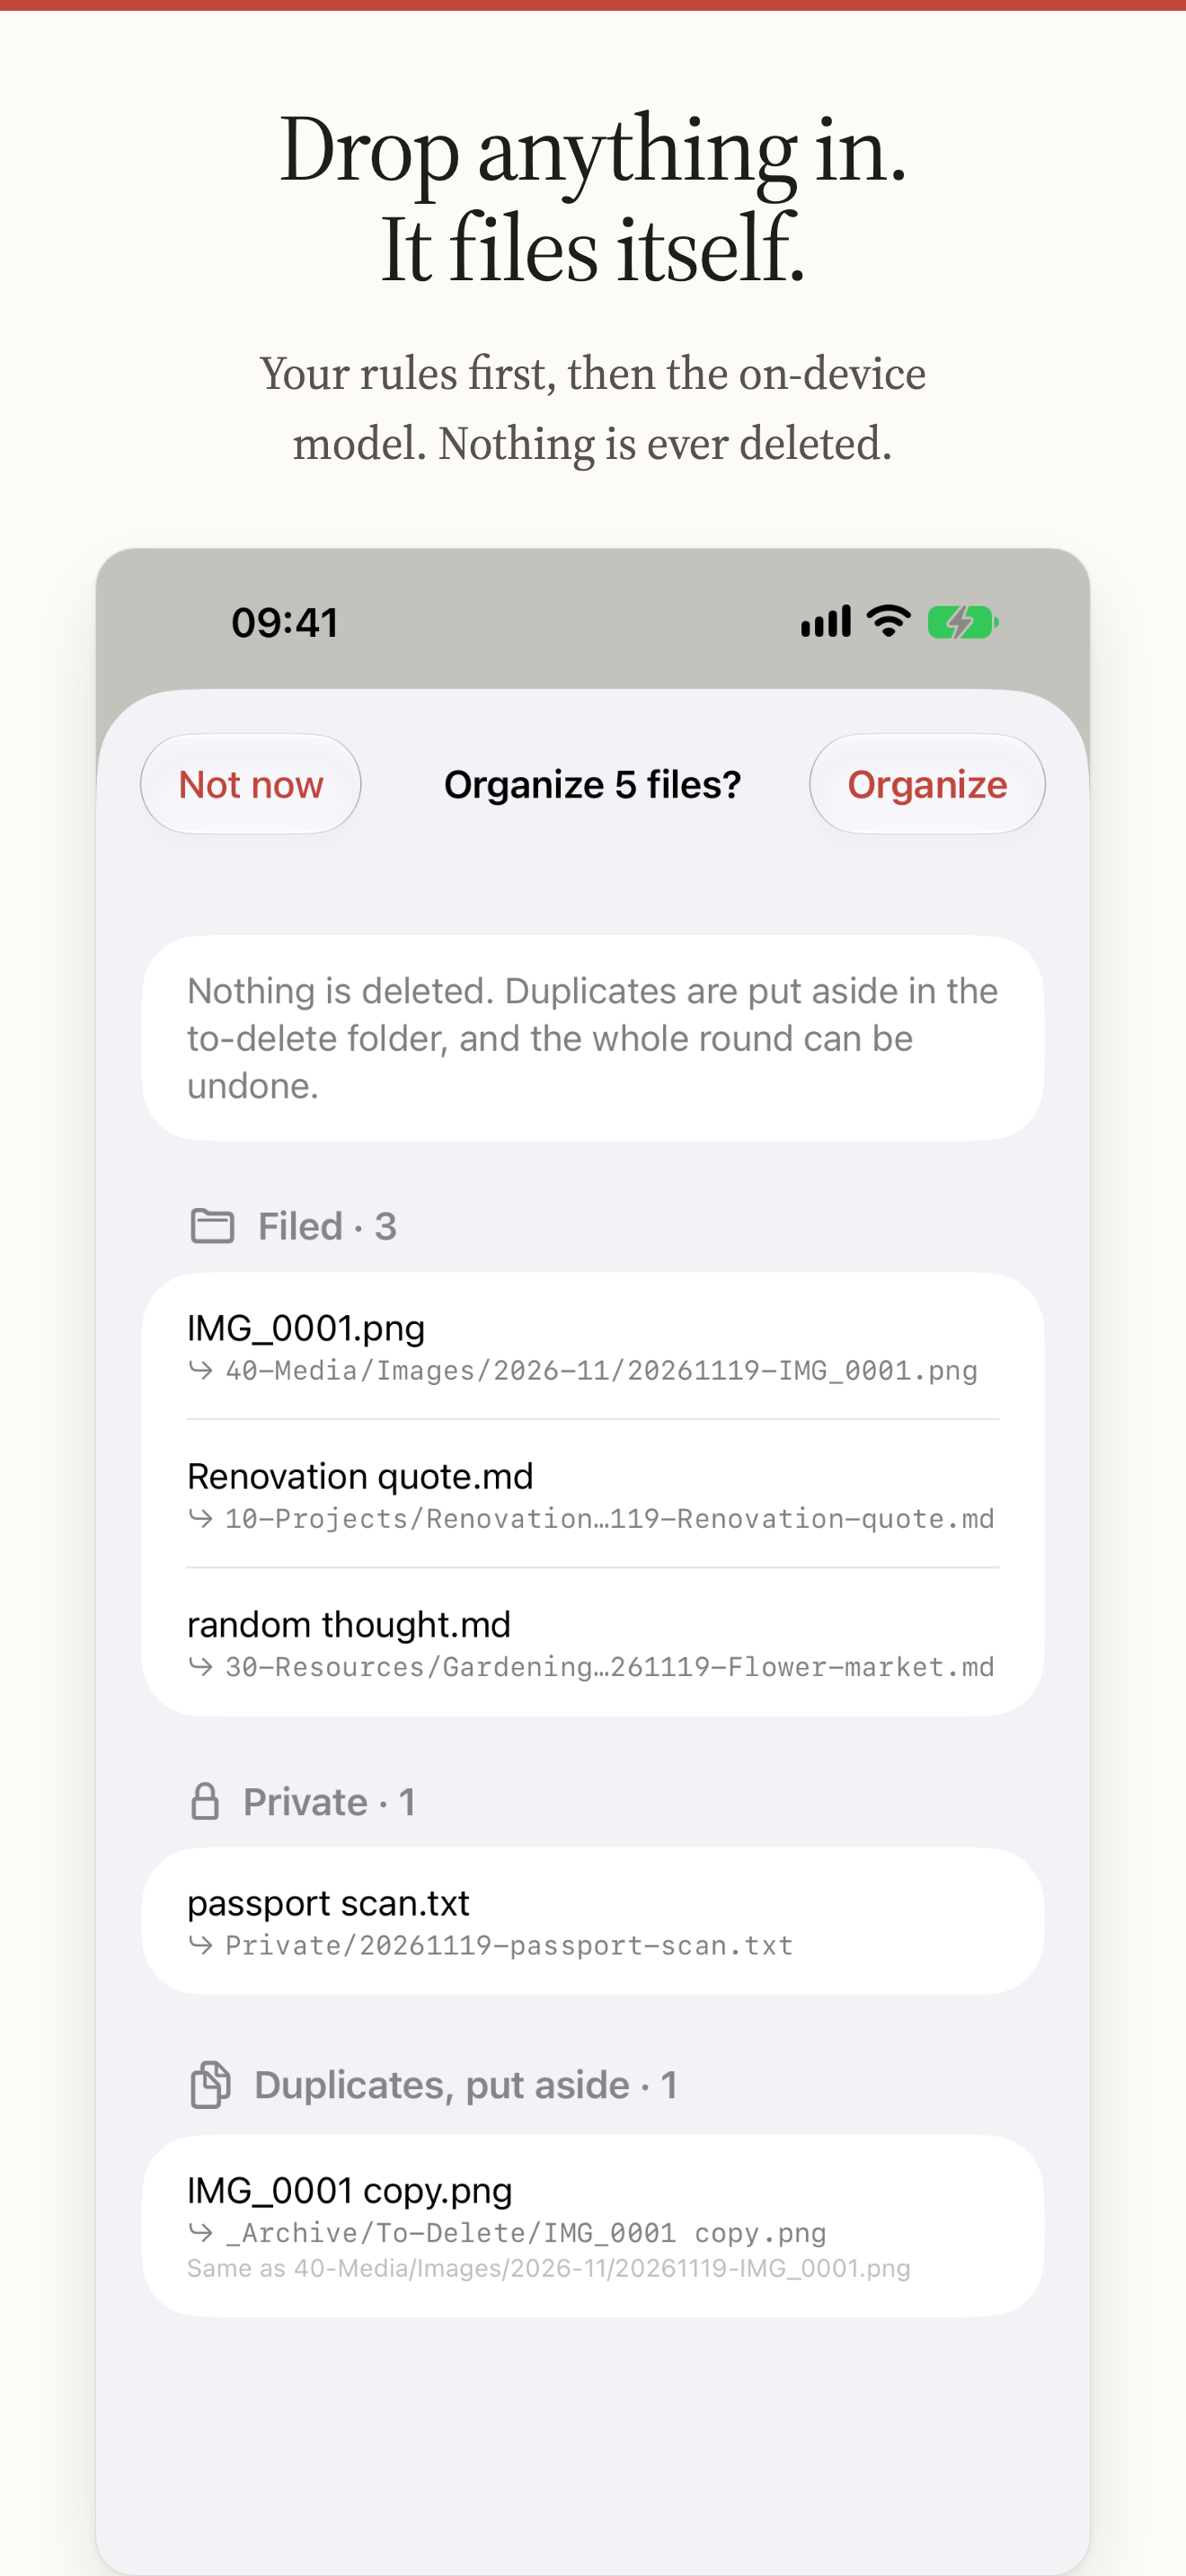 Drop anything in.
It files itself.
Your rules first, then the on-device
model. Nothing is ever deleted.
09:41
Not now
Organize 5 files?
Organize
Nothing is deleted. Duplicates are put aside in the
to-delete folder, and the whole round can be
undone.
Filed · 3
IMG_0001.png
↪ 40-Media/Images/2026-11/20261119-IMG_0001.png
Renovation quote.md
↪ 10-Projects/Renovation…119-Renovation-quote.md
random thought.md
↪ 30-Resources/Gardening…261119-Flower-market.md
Private · 1
passport scan.txt
↪ Private/20261119-passport-scan.txt
Duplicates, put aside · 1
IMG_0001 copy.png
↪ _Archive/To-Delete/IMG_0001 copy.png
Same as 40-Media/Images/2026-11/20261119-IMG_0001.png